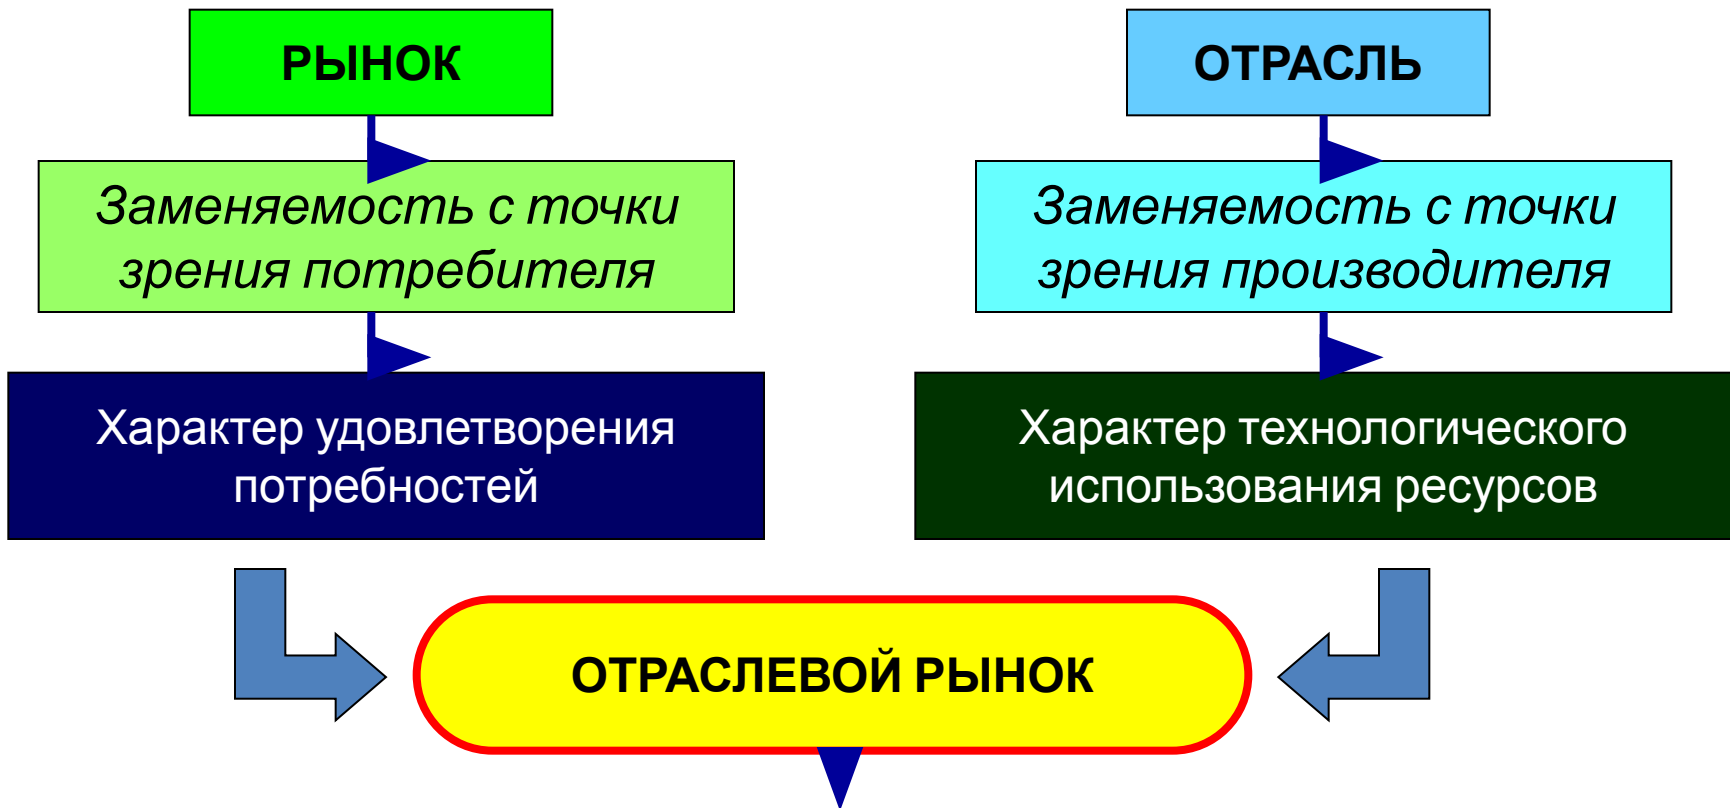 РЫНОК
ОТРАСЛЬ
Заменяемость с точки
зрения потребителя
Заменяемость с точки
зрения производителя
Характер удовлетворения
потребностей
Характер технологического
использования ресурсов
ОТРАСЛЕВОЙ РЫНОК